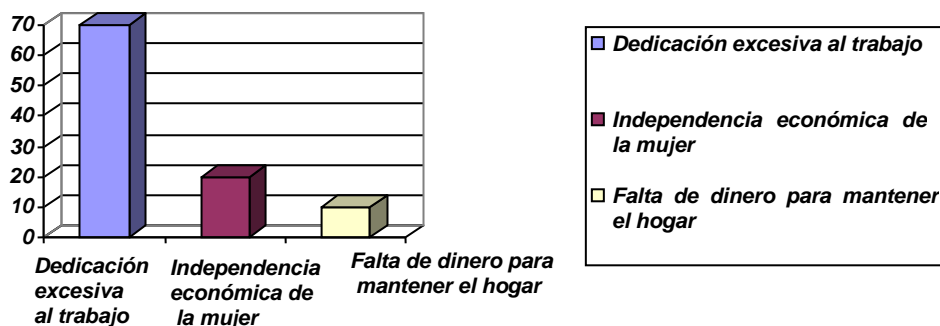 70
60
50
40
30
20
10
0
Dedicación
excesiva
al trabajo
Independencia
económica de
la mujer
Falta de dinero para
mantener el hogar
Dedicación excesiva al trabajo
Independencia económica de
la mujer
Falta de dinero para mantener
el hogar